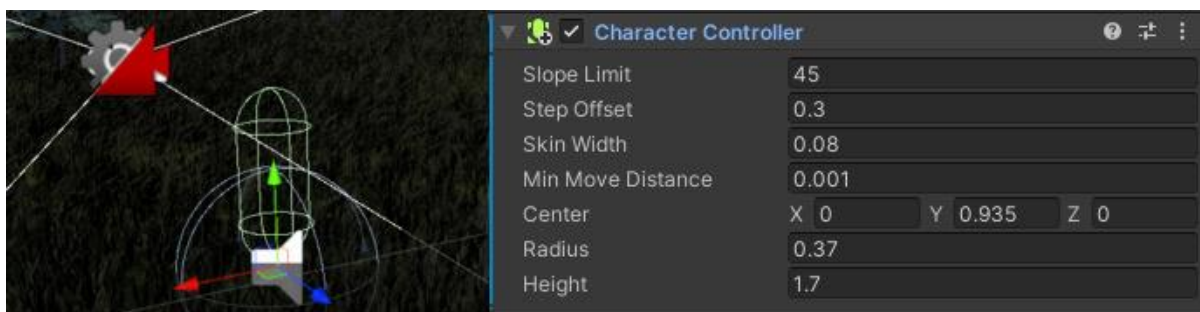 Character Controller
Slope Limit 45
Step Offset 0.3
Skin Width 0.08
Min Move Distance 0.001
Center X 0 Y 0.935 Z 0
Radius 0.37
Height 1.7